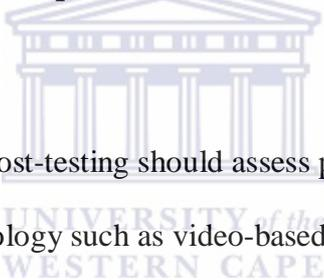 ost-testing should assess p
UNIVERSITY of the
ology such as video-based
WESTERN CAPE